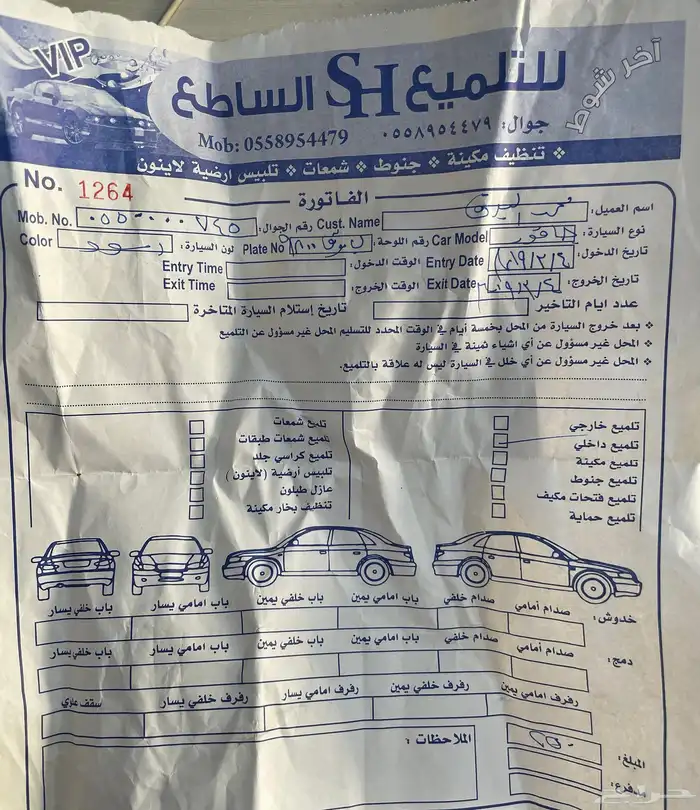 VIP
آخر شوط
للتلميع SH الساطع
جوال: ٠٥٥٨٩٥٤٤٧٩ Mob: 0558954479
❖ تنظيف مكينة ❖ جنوط ❖ شمعات ❖ تلبيس ارضية لاينون
الفاتورة
No. 1264
اسم العميل: محمد Cust. Name رقم الجوال: ٠٥٥٠٠٠٠٧٤٥ Mob. No.
نوع السيارة: Car Model رقم اللوحة: Plate No لون السيارة: اسود Color
تاريخ الدخول: Entry Date الوقت الدخول: Entry Time
تاريخ الخروج: Exit Date الوقت الخروج: Exit Time
عدد ايام التاخير تاريخ إستلام السيارة المتاخرة
❖ بعد خروج السيارة من المحل بخمسة أيام في الوقت المحدد للتسليم المحل غير مسؤول عن التلميع
❖ المحل غير مسؤول عن أي اشياء ثمينة في السيارة
❖ المحل غير مسؤول عن أي خلل في السيارة ليس له علاقة بالتلميع.
تلميع خارجي
تلميع داخلي
تلميع مكينة
تلميع جنوط
تلميع فتحات مكيف
تلميع حماية
تلميع شمعات
تلميع شمعات طبقات
تلميع كراسي جلد
تلبيس أرضية (لاينون)
عازل طبلون
تنظيف بخار مكينة
خدوش: صدام أمامي صدام خلفي باب امامي يمين باب خلفي يمين باب امامي يسار باب خلفي يسار
دمج: صدام أمامي صدام خلفي باب امامي يمين باب خلفي يمين باب امامي يسار باب خلفي يسار
رفرف امامي يمين رفرف خلفي يمين رفرف امامي يسار رفرف خلفي يسار سقف علوي
الملاحظات :
المبلغ: